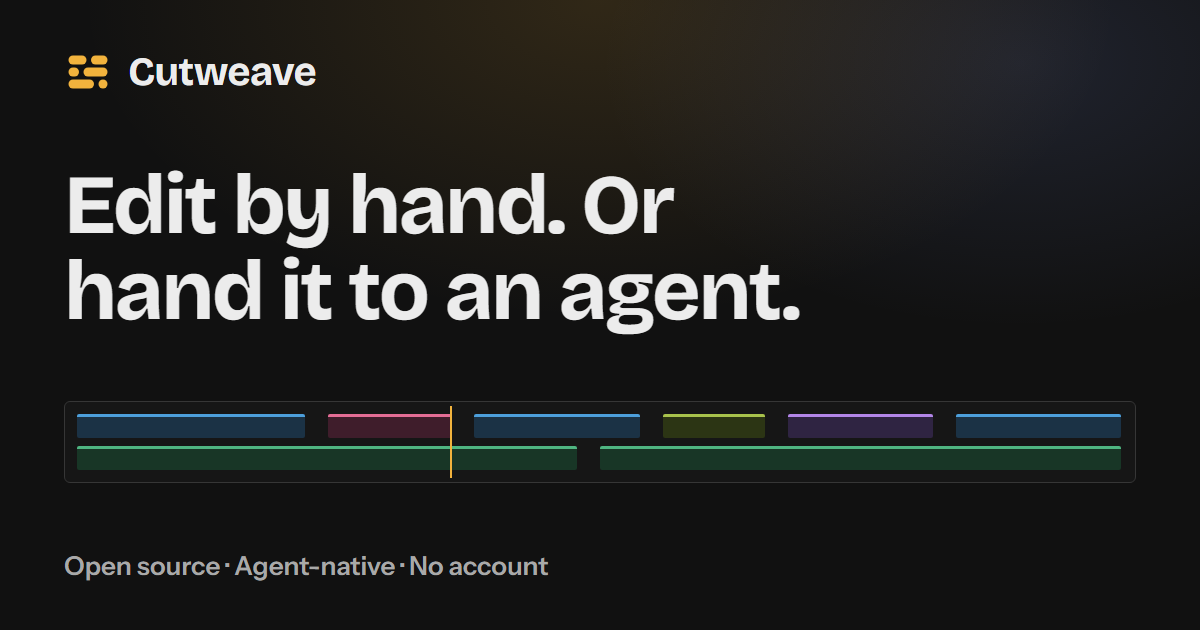 Cutweave
Edit by hand. Or
hand it to an agent.
Open source · Agent-native · No account